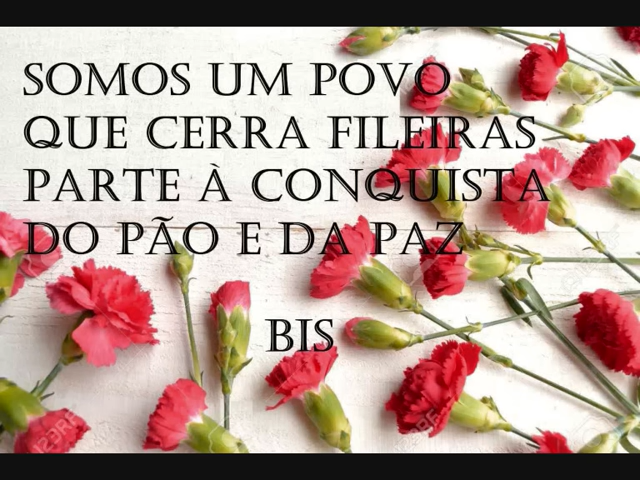 SOMOS UM POVO
QUE CERRA FILEIRAS
PARTE À CONQUISTA
DO PÃO E DA PAZ
BIS